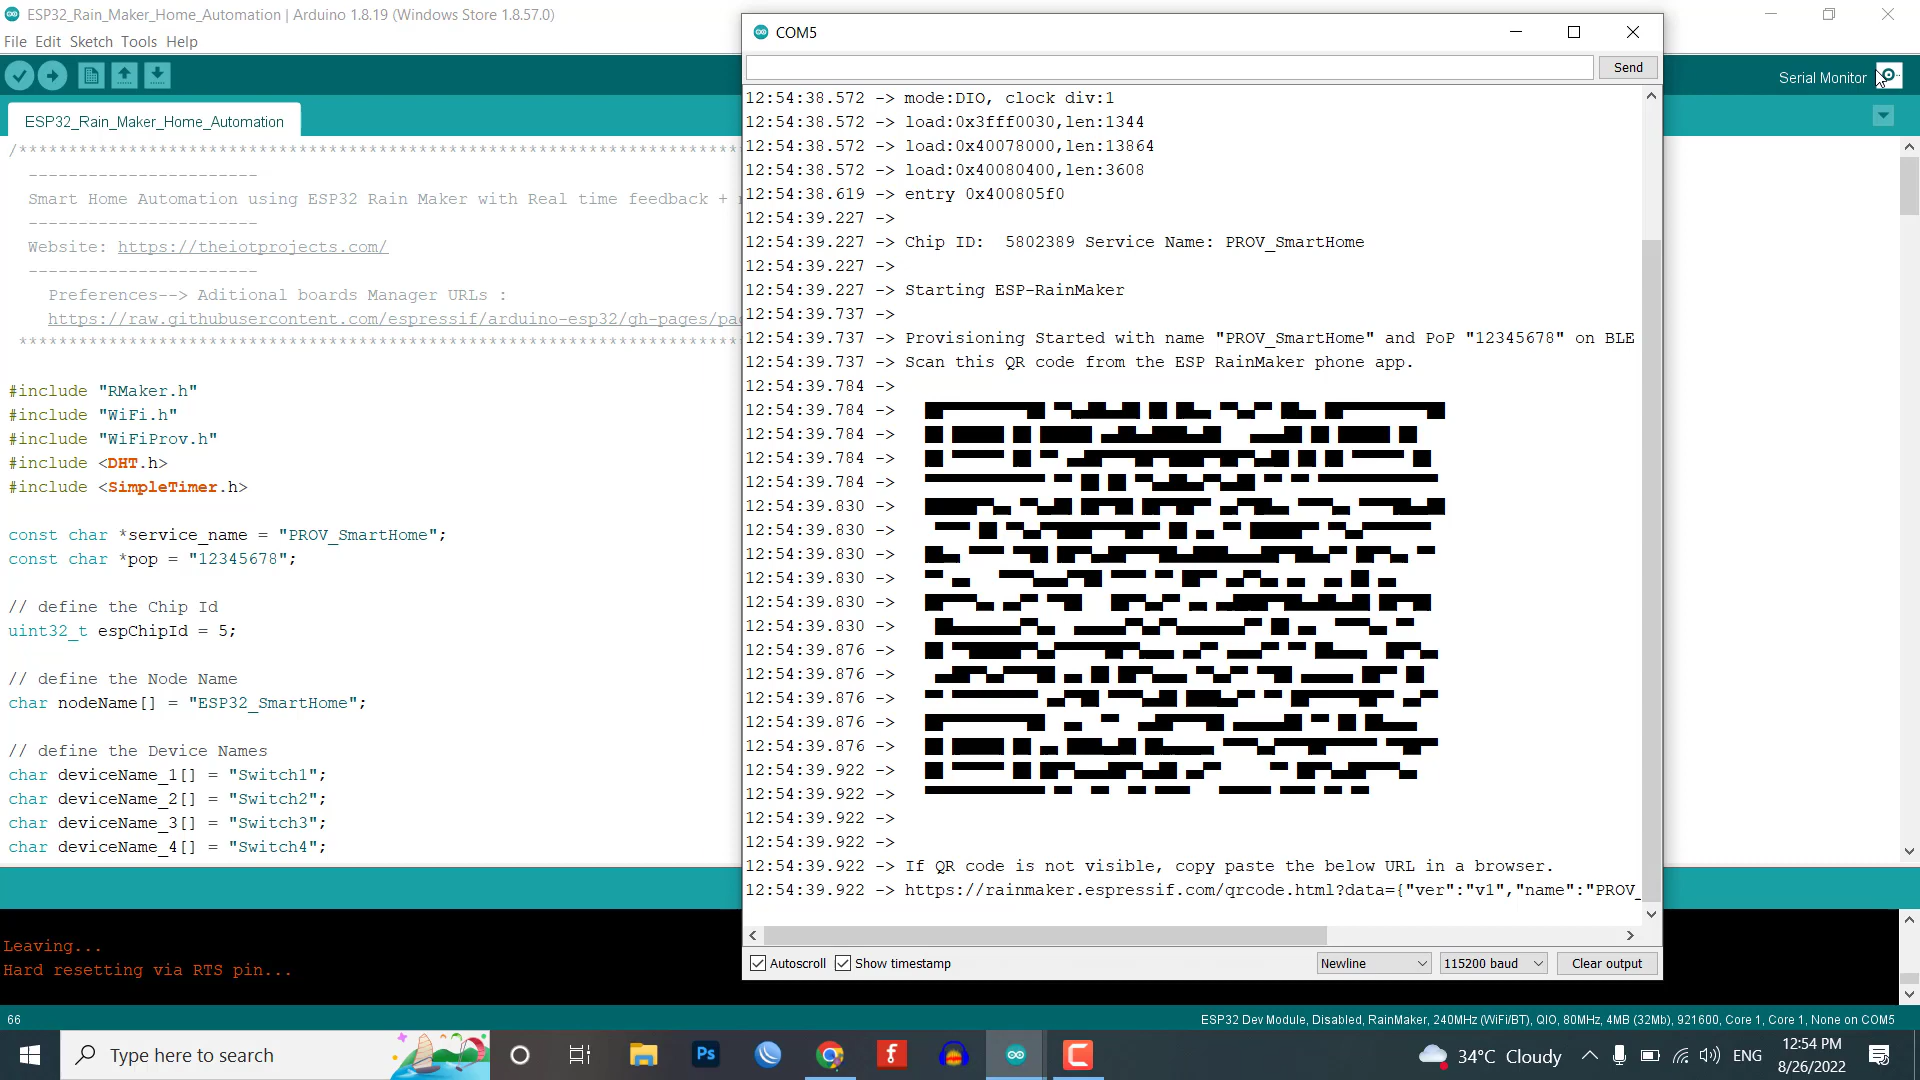 ESP32_Rain_Maker_Home_Automation | Arduino 1.8.19 (Windows Store 1.8.57.0)
File Edit Sketch Tools Help
Serial Monitor
ESP32_Rain_Maker_Home_Automation
/**************************************************************************
-----------------------
Smart Home Automation using ESP32 Rain Maker with Real time feedback +
-----------------------
Website: https://theiotprojects.com/
-----------------------
Preferences--> Aditional boards Manager URLs :
https://raw.githubusercontent.com/espressif/arduino-esp32/gh-pages/pac
**************************************************************************
#include "RMaker.h"
#include "WiFi.h"
#include "WiFiProv.h"
#include <DHT.h>
#include <SimpleTimer.h>
const char *service_name = "PROV_SmartHome";
const char *pop = "12345678";
// define the Chip Id
uint32_t espChipId = 5;
// define the Node Name
char nodeName[] = "ESP32_SmartHome";
// define the Device Names
char deviceName_1[] = "Switch1";
char deviceName_2[] = "Switch2";
char deviceName_3[] = "Switch3";
char deviceName_4[] = "Switch4";
Leaving...
Hard resetting via RTS pin...
66
ESP32 Dev Module, Disabled, RainMaker, 240MHz (WiFi/BT), QIO, 80MHz, 4MB (32Mb), 921600, Core 1, Core 1, None on COM5
COM5
Send
12:54:38.572 -> mode:DIO, clock div:1
12:54:38.572 -> load:0x3fff0030,len:1344
12:54:38.572 -> load:0x40078000,len:13864
12:54:38.572 -> load:0x40080400,len:3608
12:54:38.619 -> entry 0x400805f0
12:54:39.227 ->
12:54:39.227 -> Chip ID:  5802389 Service Name: PROV_SmartHome
12:54:39.227 ->
12:54:39.227 -> Starting ESP-RainMaker
12:54:39.737 ->
12:54:39.737 -> Provisioning Started with name "PROV_SmartHome" and PoP "12345678" on BLE
12:54:39.737 -> Scan this QR code from the ESP RainMaker phone app.
12:54:39.784 ->
12:54:39.784 ->
12:54:39.784 ->
12:54:39.784 ->
12:54:39.784 ->
12:54:39.830 ->
12:54:39.830 ->
12:54:39.830 ->
12:54:39.830 ->
12:54:39.830 ->
12:54:39.830 ->
12:54:39.876 ->
12:54:39.876 ->
12:54:39.876 ->
12:54:39.876 ->
12:54:39.876 ->
12:54:39.922 ->
12:54:39.922 ->
12:54:39.922 ->
12:54:39.922 ->
12:54:39.922 -> If QR code is not visible, copy paste the below URL in a browser.
12:54:39.922 -> https://rainmaker.espressif.com/qrcode.html?data={"ver":"v1","name":"PROV_
Autoscroll Show timestamp Newline 115200 baud Clear output
Type here to search
Ps
34°C Cloudy
ENG
12:54 PM
8/26/2022